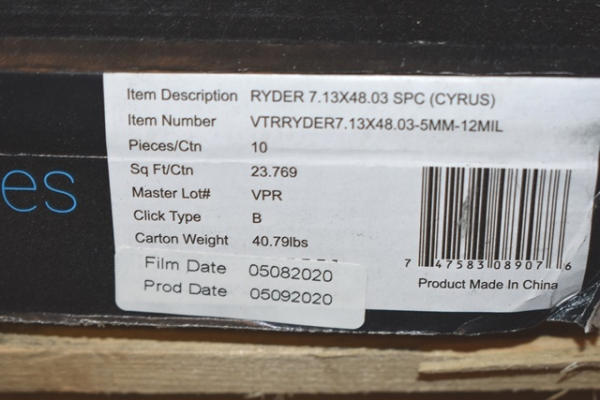 Item Description RYDER 7.13X48.03 SPC (CYRUS)
Item Number VTRRYDER7.13X48.03-5MM-12MIL
Pieces/Ctn 10
Sq Ft/Ctn 23.769
Master Lot# VPR
Click Type B
Carton Weight 40.79lbs
Film Date 05082020
Prod Date 05092020
7 47583 08907 6
Product Made In China
es